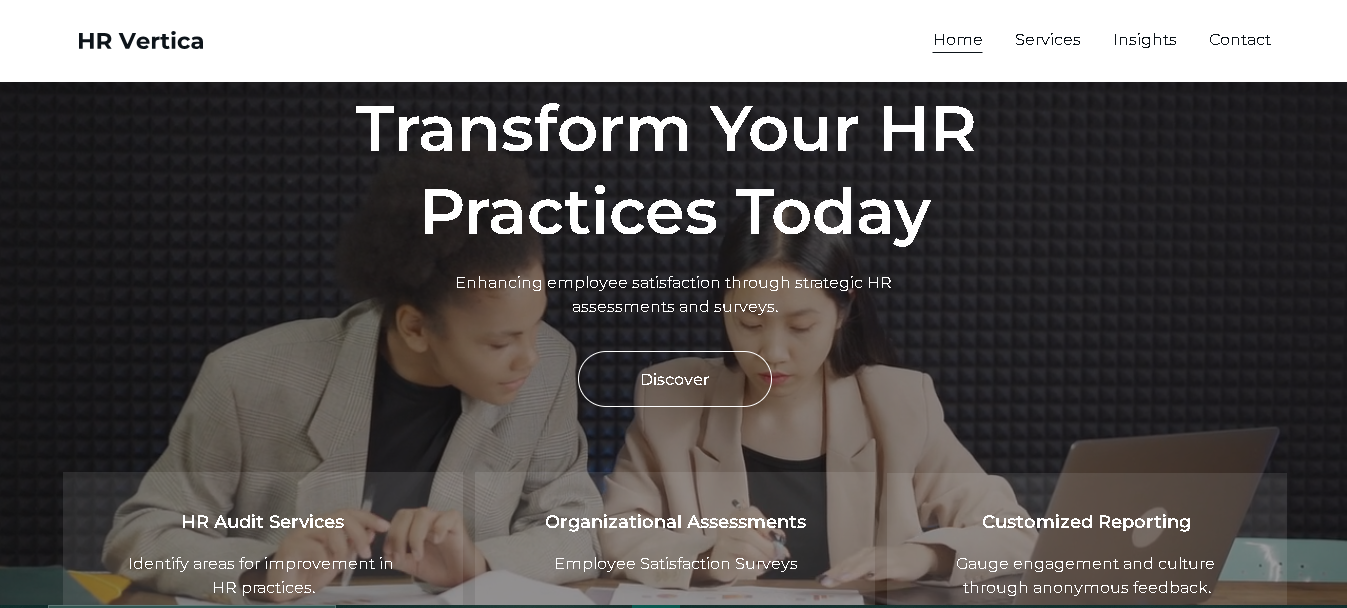 HR Vertica
Home Services Insights Contact
Transform Your HR
Practices Today
Enhancing employee satisfaction through strategic HR
assessments and surveys.
Discover
HR Audit Services
Identify areas for improvement in
HR practices.
Organizational Assessments
Employee Satisfaction Surveys
Customized Reporting
Gauge engagement and culture
through anonymous feedback.